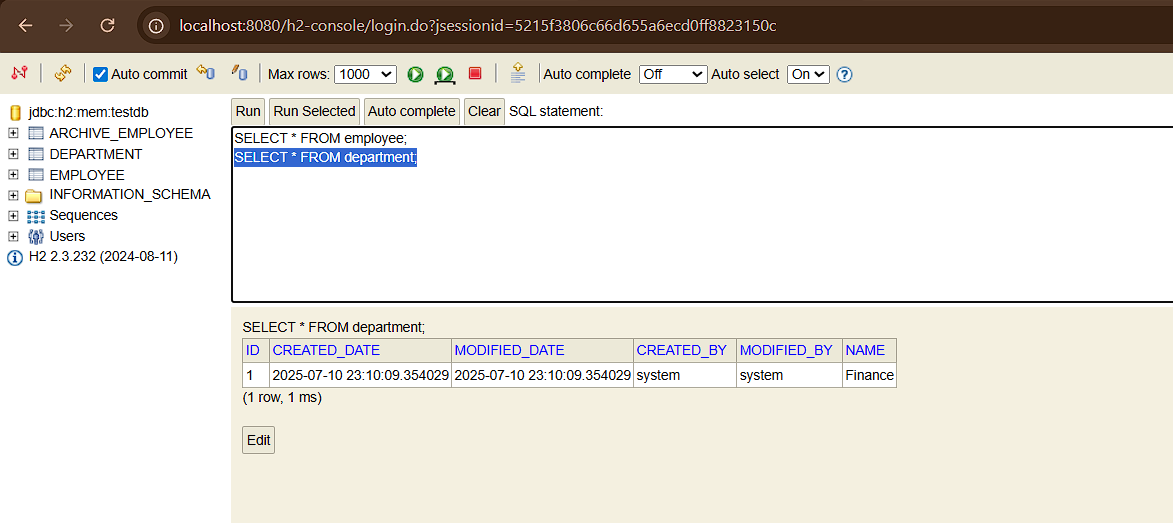 localhost:8080/h2-console/login.do?jsessionid=5215f3806c66d655a6ecd0ff8823150c
Auto commit Max rows: 1000 Auto complete Off Auto select On
jdbc:h2:mem:testdb
ARCHIVE_EMPLOYEE
DEPARTMENT
EMPLOYEE
INFORMATION_SCHEMA
Sequences
Users
H2 2.3.232 (2024-08-11)
Run Run Selected Auto complete Clear SQL statement:
SELECT * FROM employee;
SELECT * FROM department;
SELECT * FROM department;
ID CREATED_DATE MODIFIED_DATE CREATED_BY MODIFIED_BY NAME
1 2025-07-10 23:10:09.354029 2025-07-10 23:10:09.354029 system system Finance
(1 row, 1 ms)
Edit